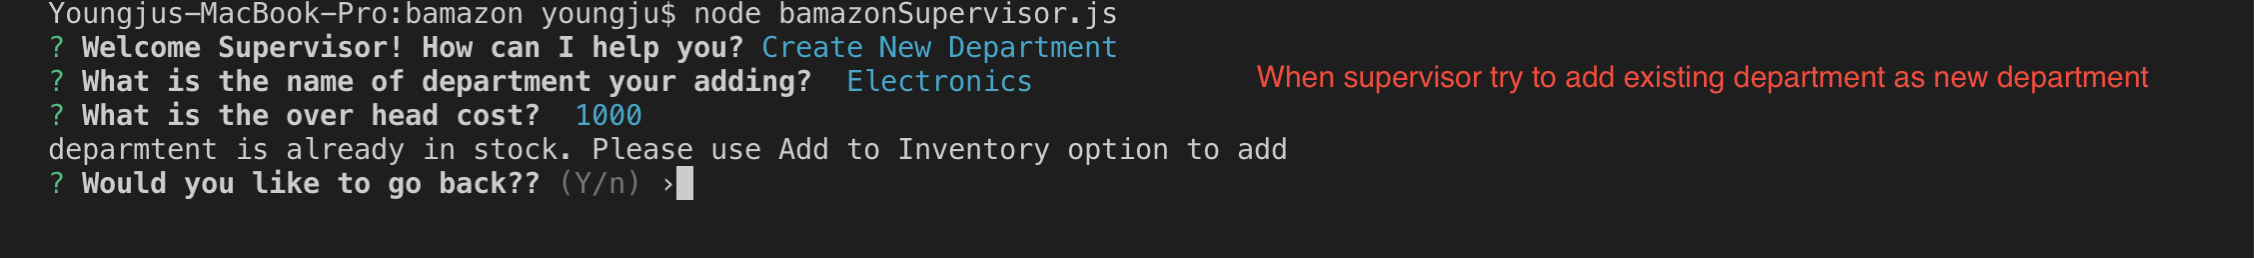 Youngjus-MacBook-Pro:bamazon youngju$ node bamazonSupervisor.js
? Welcome Supervisor! How can I help you? Create New Department
? What is the name of department your adding?  Electronics
When supervisor try to add existing department as new department
? What is the over head cost?  1000
deparmtent is already in stock. Please use Add to Inventory option to add
? Would you like to go back?? (Y/n) ›